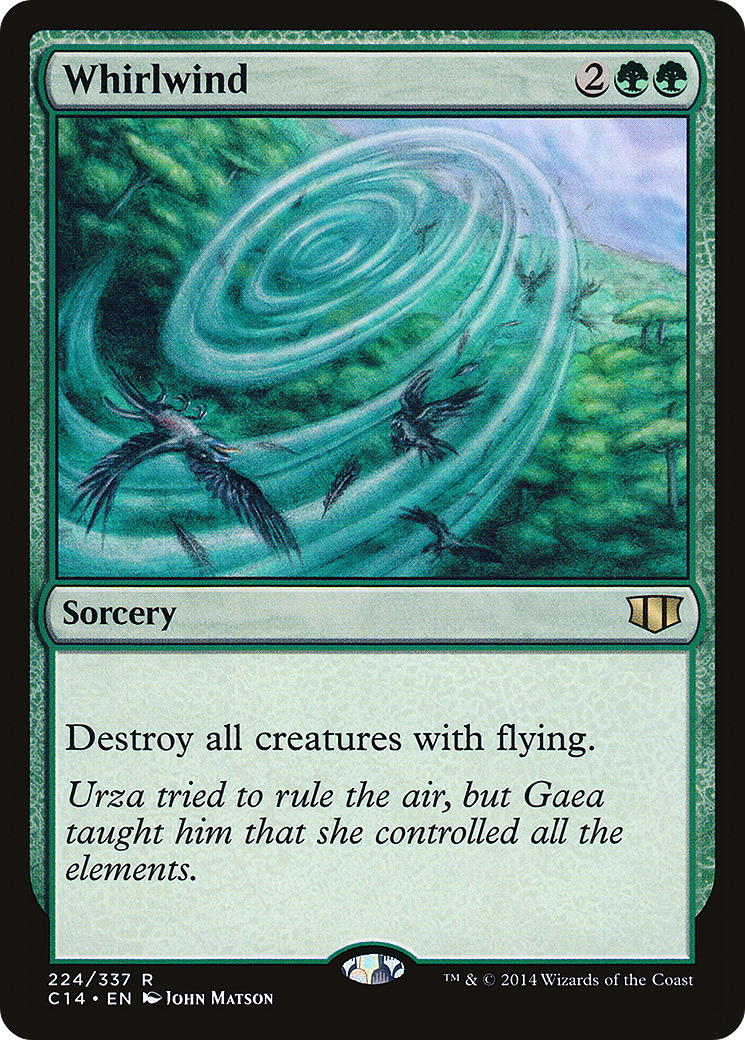 Whirlwind 2
Sorcery
Destroy all creatures with flying.
Urza tried to rule the air, but Gaea
taught him that she controlled all the
elements.
224/337 R
C14 • EN John Matson
™ & © 2014 Wizards of the Coast